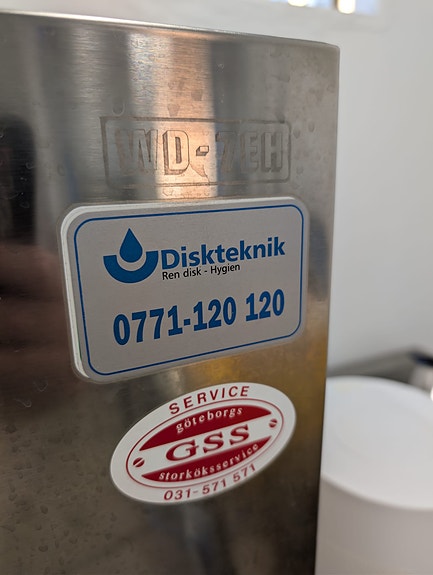 WD-7EH
Diskteknik
Ren disk - Hygien
0771-120 120
SERVICE
göteborgs
GSS
storköksservice
031-571 571